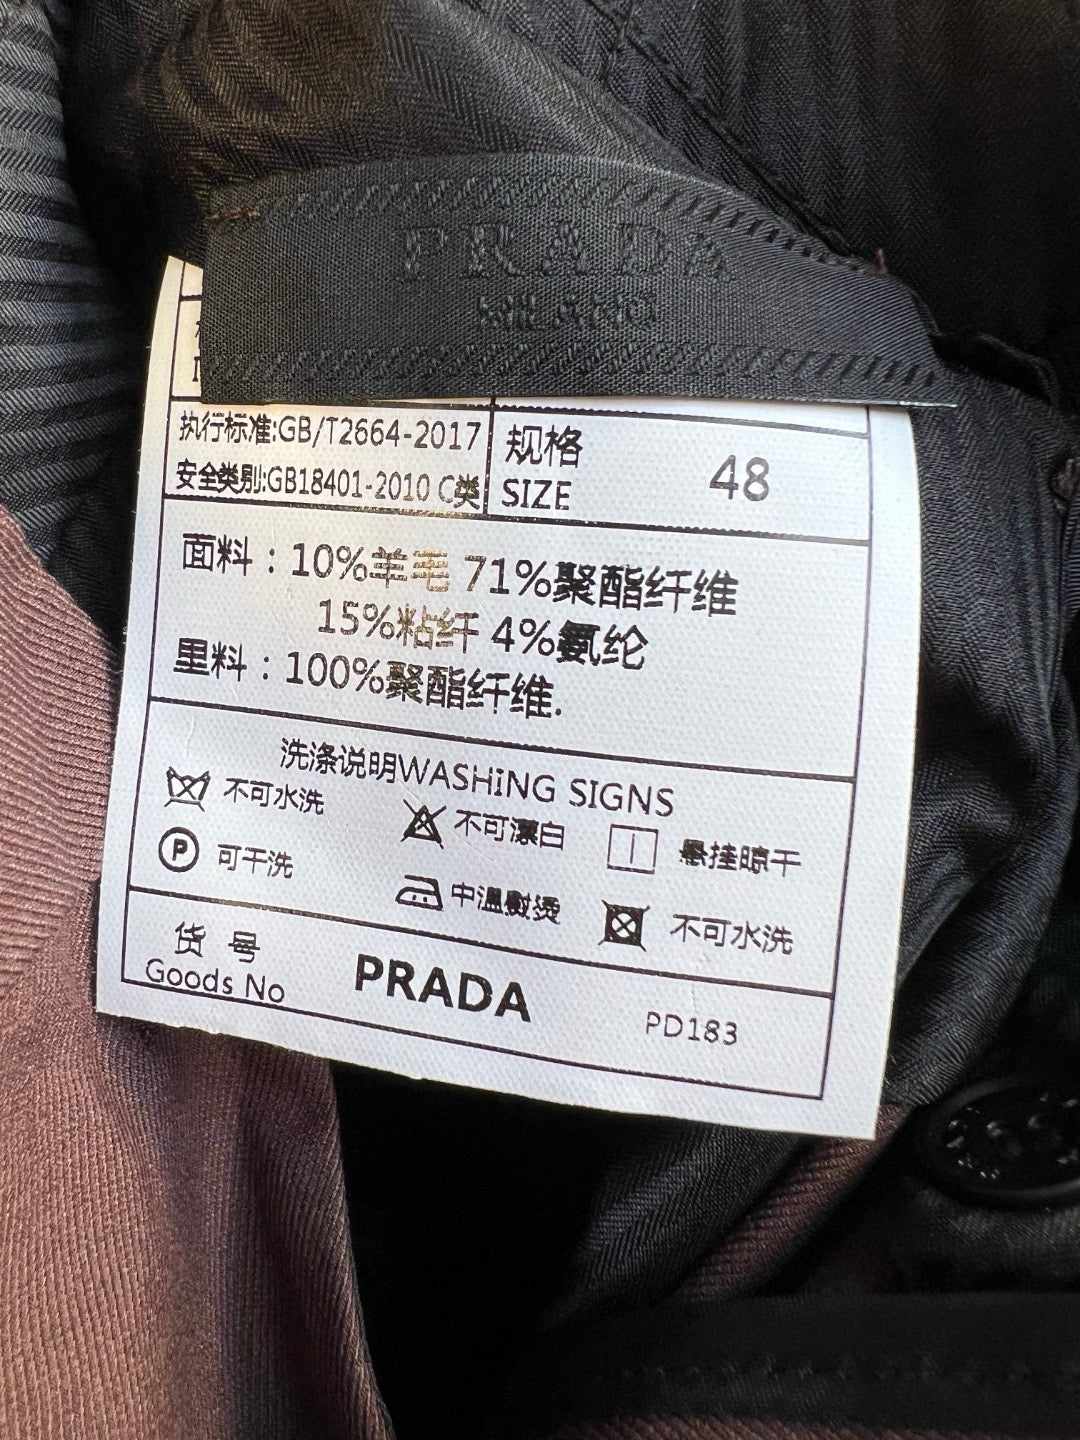 PRADA
MILANO
执行标准:GB/T2664-2017
安全类别:GB18401-2010 C类
规格
SIZE
48
面料：10%羊毛 71%聚酯纤维
15%粘纤 4%氨纶
里料：100%聚酯纤维.
洗涤说明WASHiNG SIGNS
不可水洗
不可漂白
悬挂晾干
P
可干洗
中温熨烫
不可水洗
货号
Goods No
PRADA
PD183